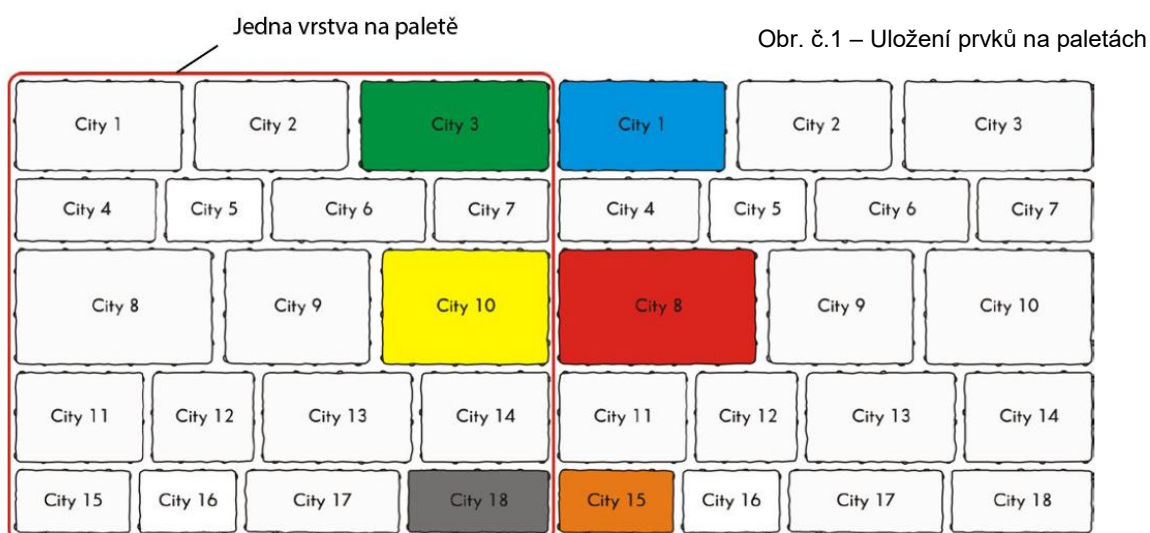 Jedna vrstva na paletě
Obr. č.1 – Uložení prvků na paletách
City 1 City 2 City 3 City 1 City 2 City 3
City 4 City 5 City 6 City 7 City 4 City 5 City 6 City 7
City 8 City 9 City 10 City 8 City 9 City 10
City 11 City 12 City 13 City 14 City 11 City 12 City 13 City 14
City 15 City 16 City 17 City 18 City 15 City 16 City 17 City 18